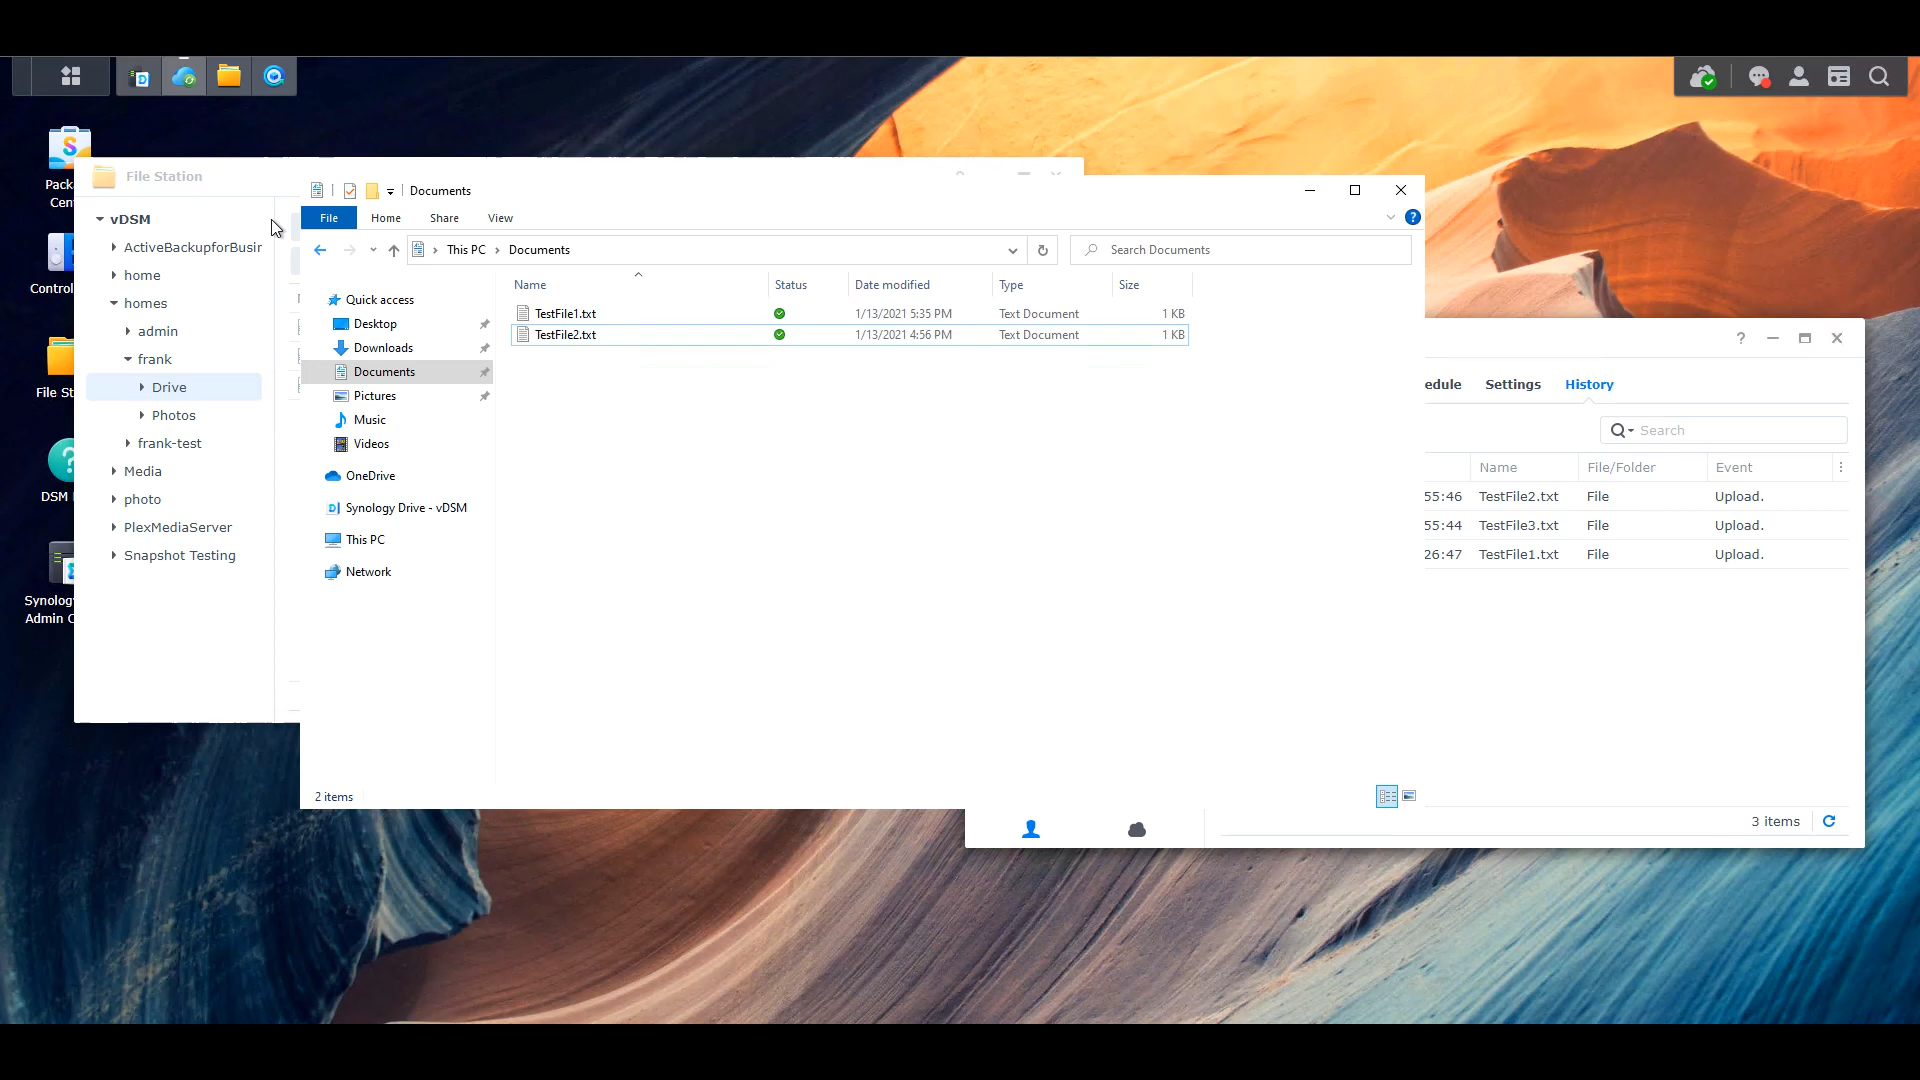 Pack
Cen
Control
File St
DSM
Synology
Admin C
File Station
vDSM
ActiveBackupforBusir
home
homes
admin
frank
Drive
Photos
frank-test
Media
photo
PlexMediaServer
Snapshot Testing
Documents
File Home Share View
This PC Documents
Search Documents
Quick access
Desktop
Downloads
Documents
Pictures
Music
Videos
OneDrive
Synology Drive - vDSM
This PC
Network
Name Status Date modified Type Size
TestFile1.txt 1/13/2021 5:35 PM Text Document 1 KB
TestFile2.txt 1/13/2021 4:56 PM Text Document 1 KB
2 items
edule Settings History
Search
Name File/Folder Event
55:46 TestFile2.txt File Upload.
55:44 TestFile3.txt File Upload.
26:47 TestFile1.txt File Upload.
3 items